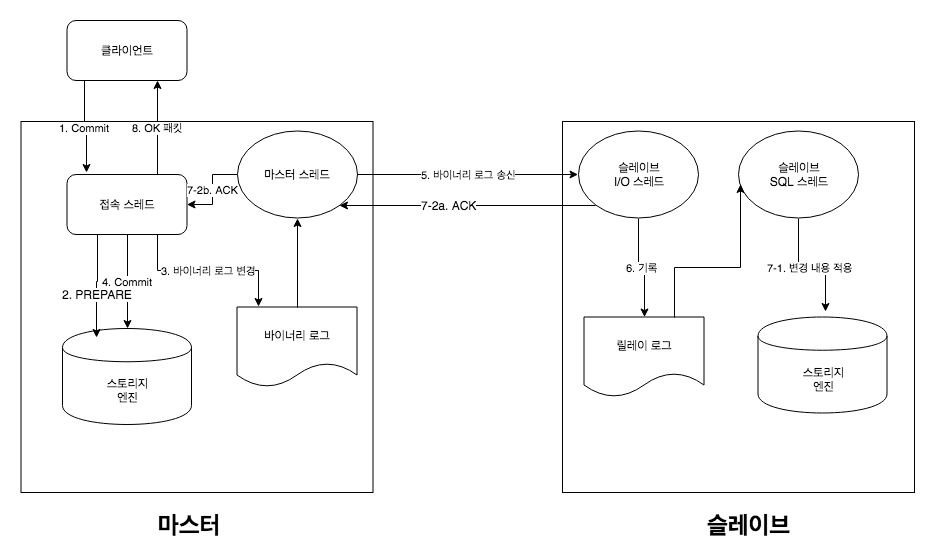 클라이언트
1. Commit
8. OK 패킷
접속 스레드
7-2b. ACK
마스터 스레드
5. 바이너리 로그 송신
7-2a. ACK
슬레이브
I/O 스레드
슬레이브
SQL 스레드
3. 바이너리 로그 변경
4. Commit
2. PREPARE
6. 기록
7-1. 변경 내용 적용
바이너리 로그
릴레이 로그
스토리지
엔진
스토리지
엔진
마스터
슬레이브